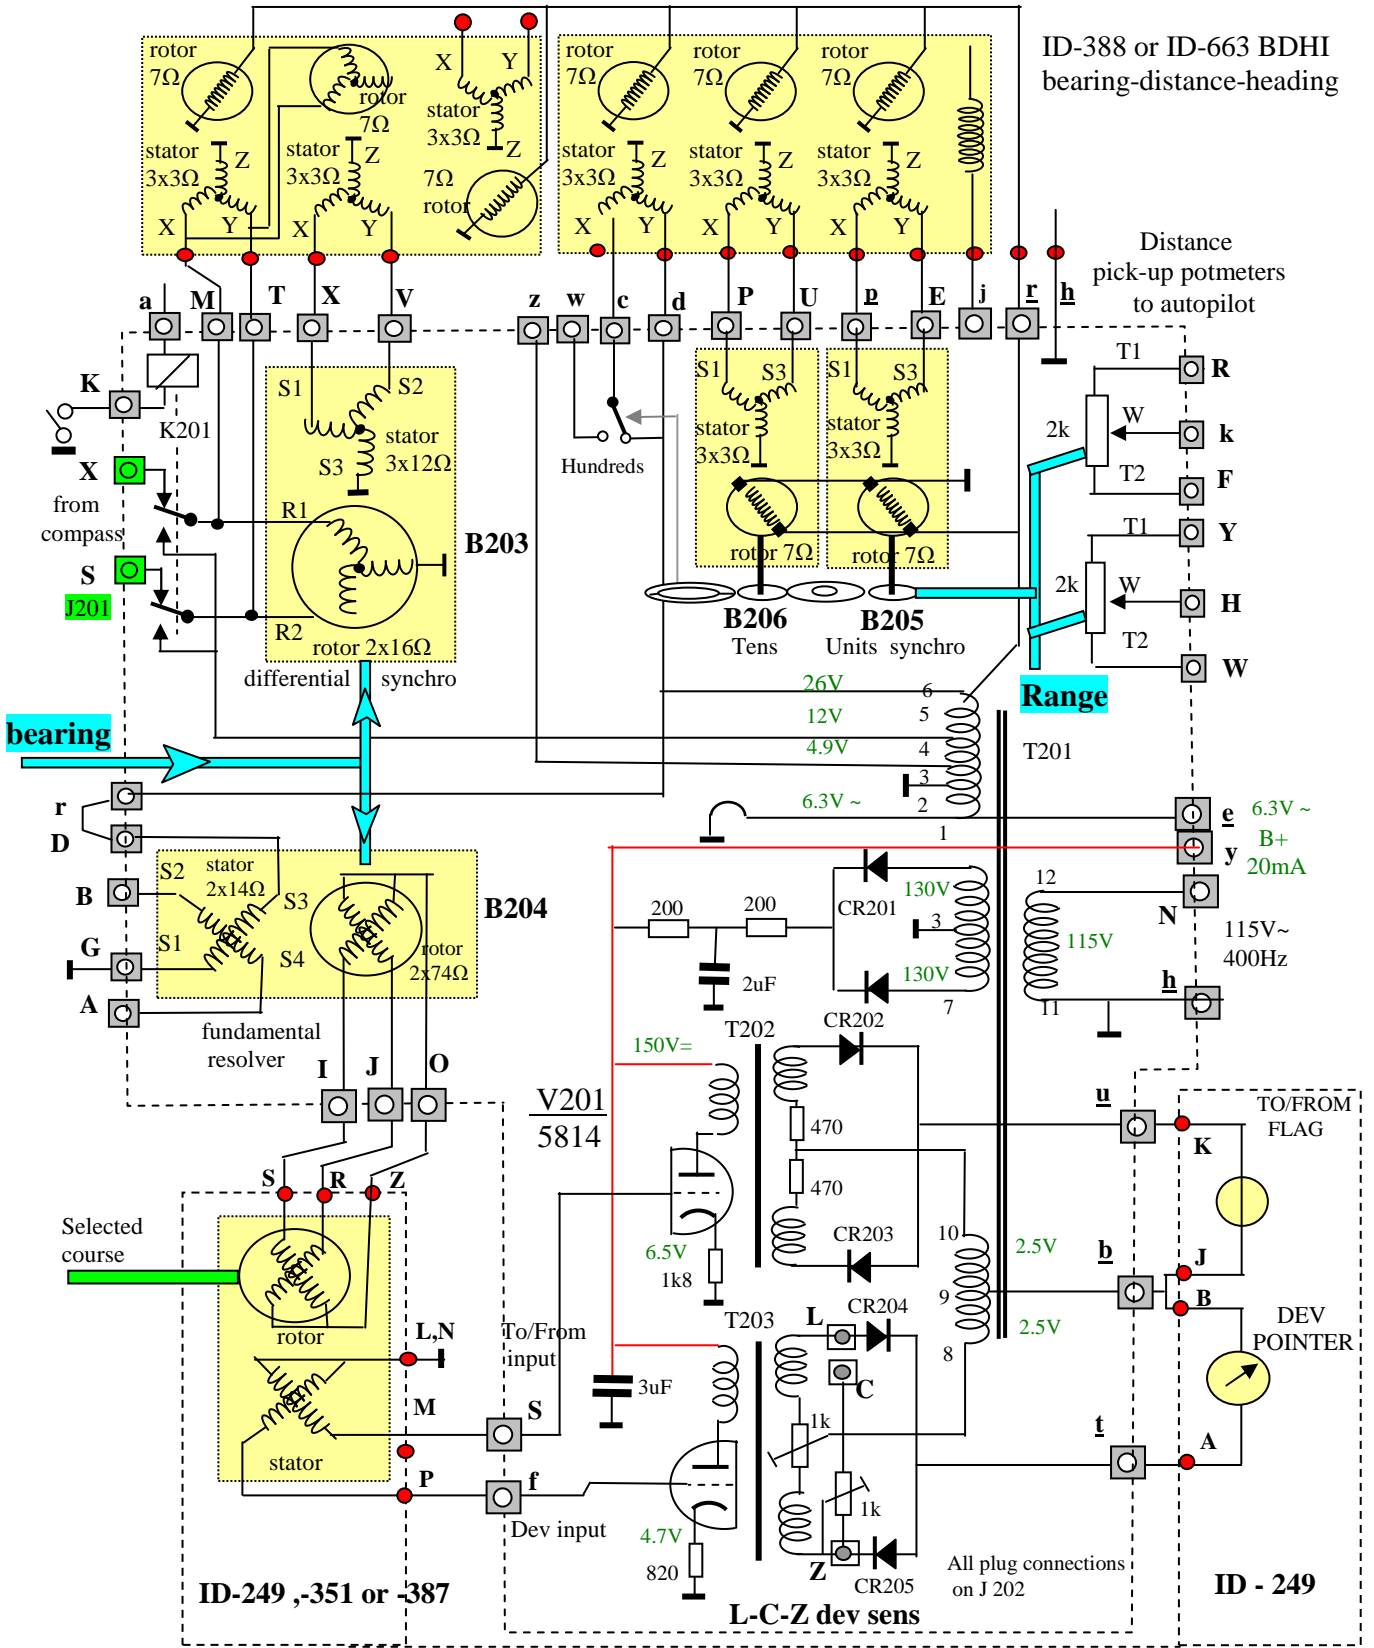 ID-388 or ID-663 BDHI
bearing-distance-heading
rotor
7Ω
rotor
7Ω
X
Y
stator
3x3Ω
Z
rotor
7Ω
rotor
7Ω
rotor
7Ω
stator
3x3Ω
Z
X
Y
stator
3x3Ω
Z
X
Y
7Ω
rotor
stator
3x3Ω
Z
X
Y
stator
3x3Ω
Z
X
Y
stator
3x3Ω
Z
X
Y
Distance
pick-up potmeters
to autopilot
a
M
T
X
V
z
w
c
d
P
U
p
E
j
r
h
K
K201
X
from
compass
S
J201
S1
S2
S3
stator
3x12Ω
R1
R2
rotor 2x16Ω
B203
differential synchro
Hundreds
S1
S3
stator
3x3Ω
rotor 7Ω
S1
S3
stator
3x3Ω
rotor 7Ω
B206
Tens
B205
Units synchro
T1
R
2k
W
k
T2
F
T1
Y
2k
W
H
T2
W
Range
bearing
26V
6
12V
5
4.9V
4
3
6.3V ~
2
1
T201
r
D
B
G
A
S2
stator
2x14Ω
S3
S1
S4
rotor
2x74Ω
B204
fundamental
resolver
e
6.3V ~
y
B+
20mA
N
115V~
400Hz
h
12
115V
11
200
200
CR201
130V
3
130V
7
2uF
CR202
T202
150V=
V201
5814
470
470
6.5V
1k8
CR203
10
2.5V
9
2.5V
8
I
J
O
S
R
Z
Selected
course
rotor
L,N
To/From
input
M
S
stator
P
f
Dev input
3uF
T203
L
CR204
C
1k
1k
Z
CR205
4.7V
820
u
TO/FROM
FLAG
K
b
J
B
DEV
POINTER
t
A
All plug connections
on J 202
ID-249 ,-351 or -387
L-C-Z dev sens
ID - 249